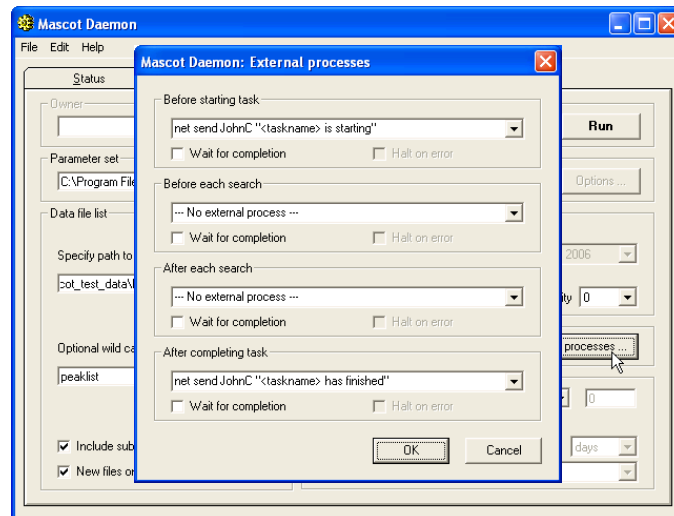 Mascot Daemon
File Edit Help
Status
Owner
Run
Parameter set
C:\Program File
Options ...
Data file list
Specify path to
2006
cot_test_data\
ity 0
Optional wild ca
processes ...
peaklist
0
Include sub
days
New files or
Mascot Daemon: External processes
Before starting task
net send JohnC "<taskname> is starting"
Wait for completion Halt on error
Before each search
--- No external process ---
Wait for completion Halt on error
After each search
--- No external process ---
Wait for completion Halt on error
After completing task
net send JohnC "<taskname> has finished"
Wait for completion Halt on error
OK Cancel